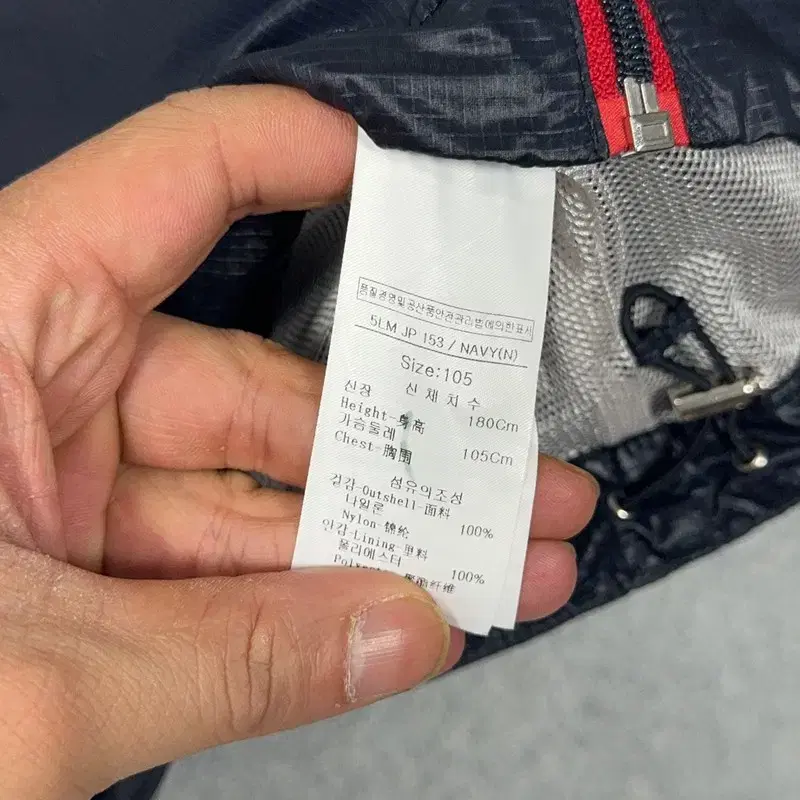 품질경영및공산품안전관리법에의한표시
5LM JP 153 / NAVY(N)
Size:105
신장 신 체 치 수
Height-身高 180Cm
가슴둘레
Chest-胸围 105Cm
섬유의조성
겉감-Outshell-面料
나일론 100%
Nylon-锦纶
안감-Lining-里料
폴리에스터 100%